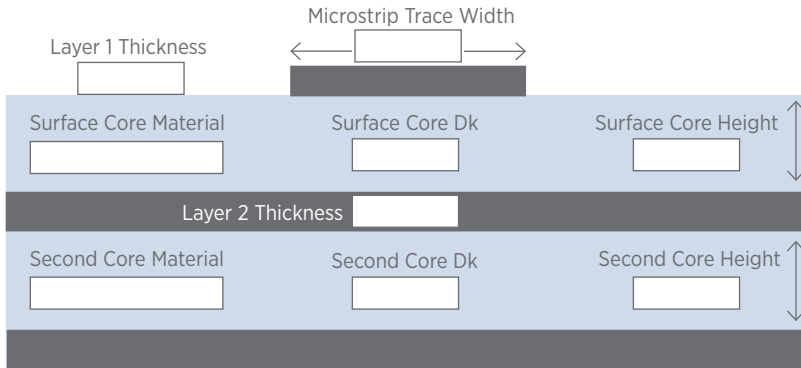 Microstrip Trace Width
Layer 1 Thickness
Surface Core Material
Surface Core Dk
Surface Core Height
Layer 2 Thickness
Second Core Material
Second Core Dk
Second Core Height